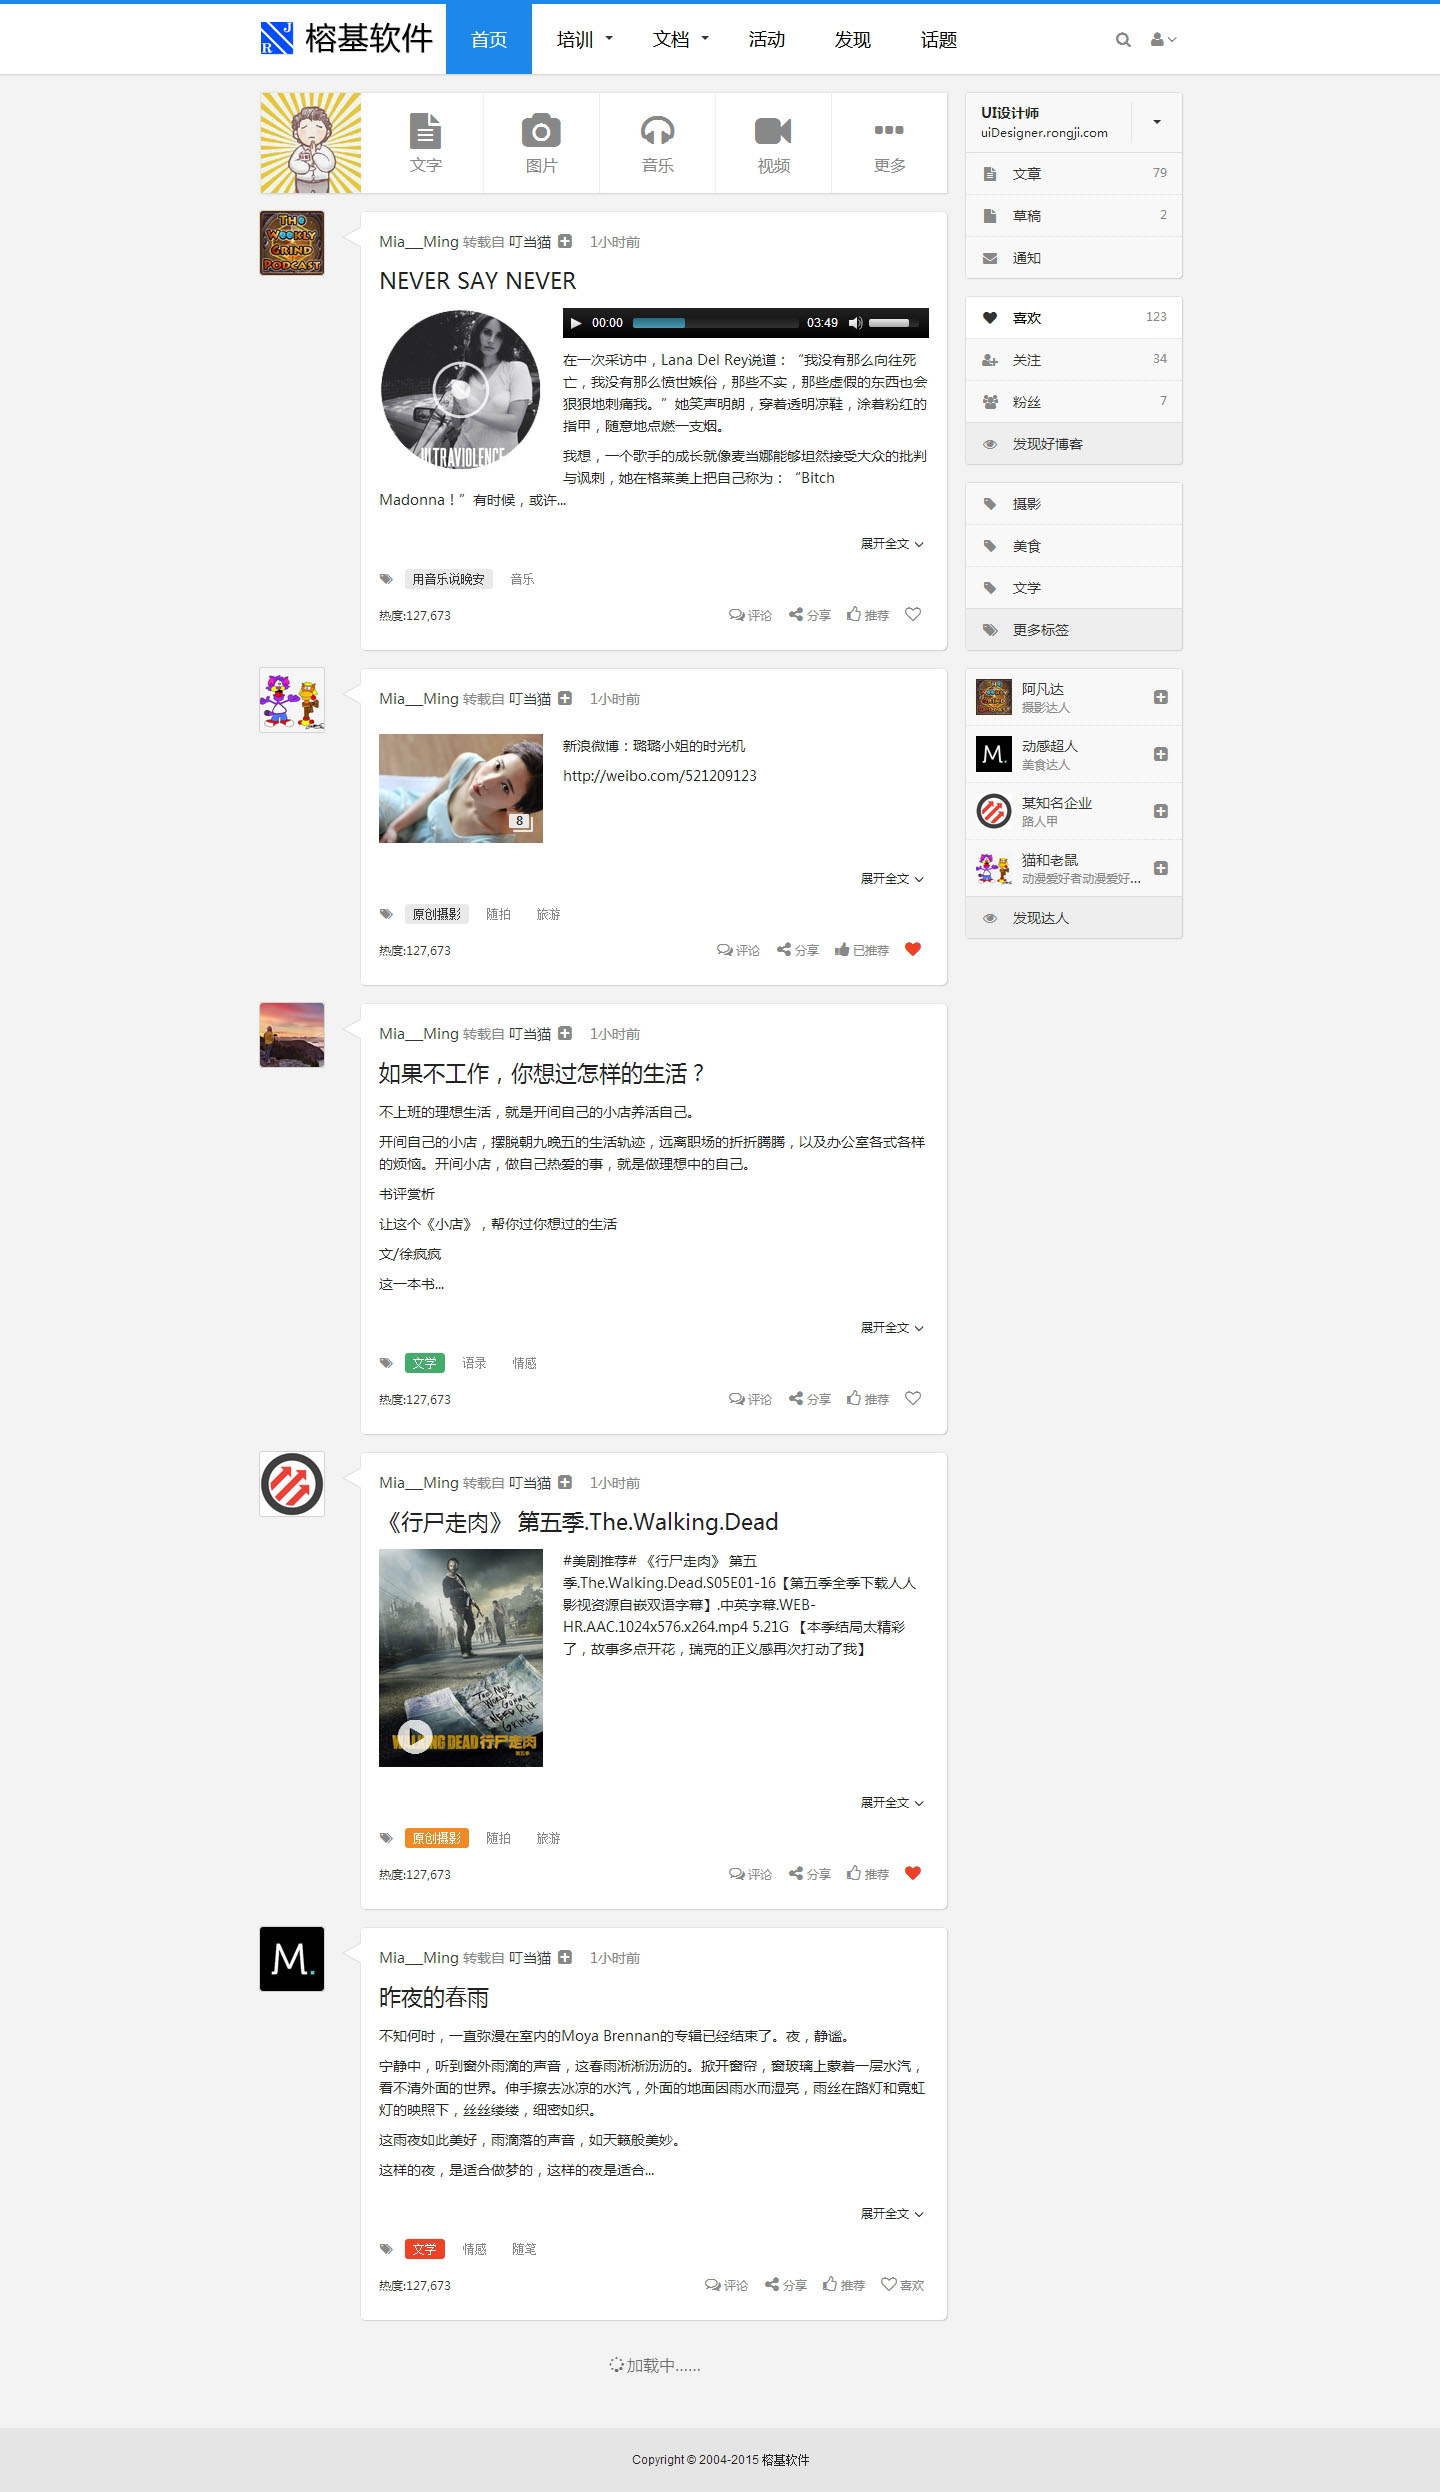 榕基软件 首页 培训 文档 活动 发现 话题
文字 图片 音乐 视频 更多
Mia__Ming 转载自 叮当猫 1小时前
NEVER SAY NEVER
00:00 03:49
ULTRAVIOLENCE
在一次采访中，Lana Del Rey说道：“我没有那么向往死
亡，我没有那么愤世嫉俗，那些不实，那些虚假的东西也会
狠狠地刺痛我。”她笑声明朗，穿着透明凉鞋，涂着粉红的
指甲，随意地点燃一支烟。
我想，一个歌手的成长就像麦当娜能够坦然接受大众的批判
与讽刺，她在格莱美上把自己称为：“Bitch
Madonna！”有时候，或许...
展开全文
用音乐说晚安 音乐
热度:127,673 评论 分享 推荐
Mia__Ming 转载自 叮当猫 1小时前
新浪微博：璐璐小姐的时光机
http://weibo.com/521209123
8
展开全文
原创摄影 随拍 旅游
热度:127,673 评论 分享 已推荐
Mia__Ming 转载自 叮当猫 1小时前
如果不工作，你想过怎样的生活？
不上班的理想生活，就是开间自己的小店养活自己。
开间自己的小店，摆脱朝九晚五的生活轨迹，远离职场的折折腾腾，以及办公室各式各样
的烦恼。开间小店，做自己热爱的事，就是做理想中的自己。
书评赏析
让这个《小店》，帮你过你想过的生活
文/徐疯疯
这一本书...
展开全文
文学 语录 情感
热度:127,673 评论 分享 推荐
Mia__Ming 转载自 叮当猫 1小时前
《行尸走肉》 第五季.The.Walking.Dead
#美剧推荐# 《行尸走肉》 第五
季.The.Walking.Dead.S05E01-16【第五季全季下载人人
影视资源自嵌双语字幕】.中英字幕.WEB-
HR.AAC.1024x576.x264.mp4 5.21G 【本季结局太精彩
了，故事多点开花，瑞克的正义感再次打动了我】
THE NEW
WORLD'S
GONNA
NEED RICK
GRIMES
WALKING DEAD 行尸走肉
第五季
展开全文
原创摄影 随拍 旅游
热度:127,673 评论 分享 推荐
Mia__Ming 转载自 叮当猫 1小时前
昨夜的春雨
不知何时，一直弥漫在室内的Moya Brennan的专辑已经结束了。夜，静谧。
宁静中，听到窗外雨滴的声音，这春雨淅淅沥沥的。掀开窗帘，窗玻璃上蒙着一层水汽，
看不清外面的世界。伸手擦去冰凉的水汽，外面的地面因雨水而湿亮，雨丝在路灯和霓虹
灯的映照下，丝丝缕缕，细密如织。
这雨夜如此美好，雨滴落的声音，如天籁般美妙。
这样的夜，是适合做梦的，这样的夜是适合...
展开全文
文学 情感 随笔
热度:127,673 评论 分享 推荐 喜欢
加载中......
UI设计师
uiDesigner.rongji.com
文章 79
草稿 2
通知
喜欢 123
关注 34
粉丝 7
发现好博客
摄影
美食
文学
更多标签
阿凡达
摄影达人
动感超人
美食达人
某知名企业
路人甲
猫和老鼠
动漫爱好者动漫爱好...
发现达人
THO
WOOKLY
GRIND
PODCAST
M.
Copyright © 2004-2015 榕基软件